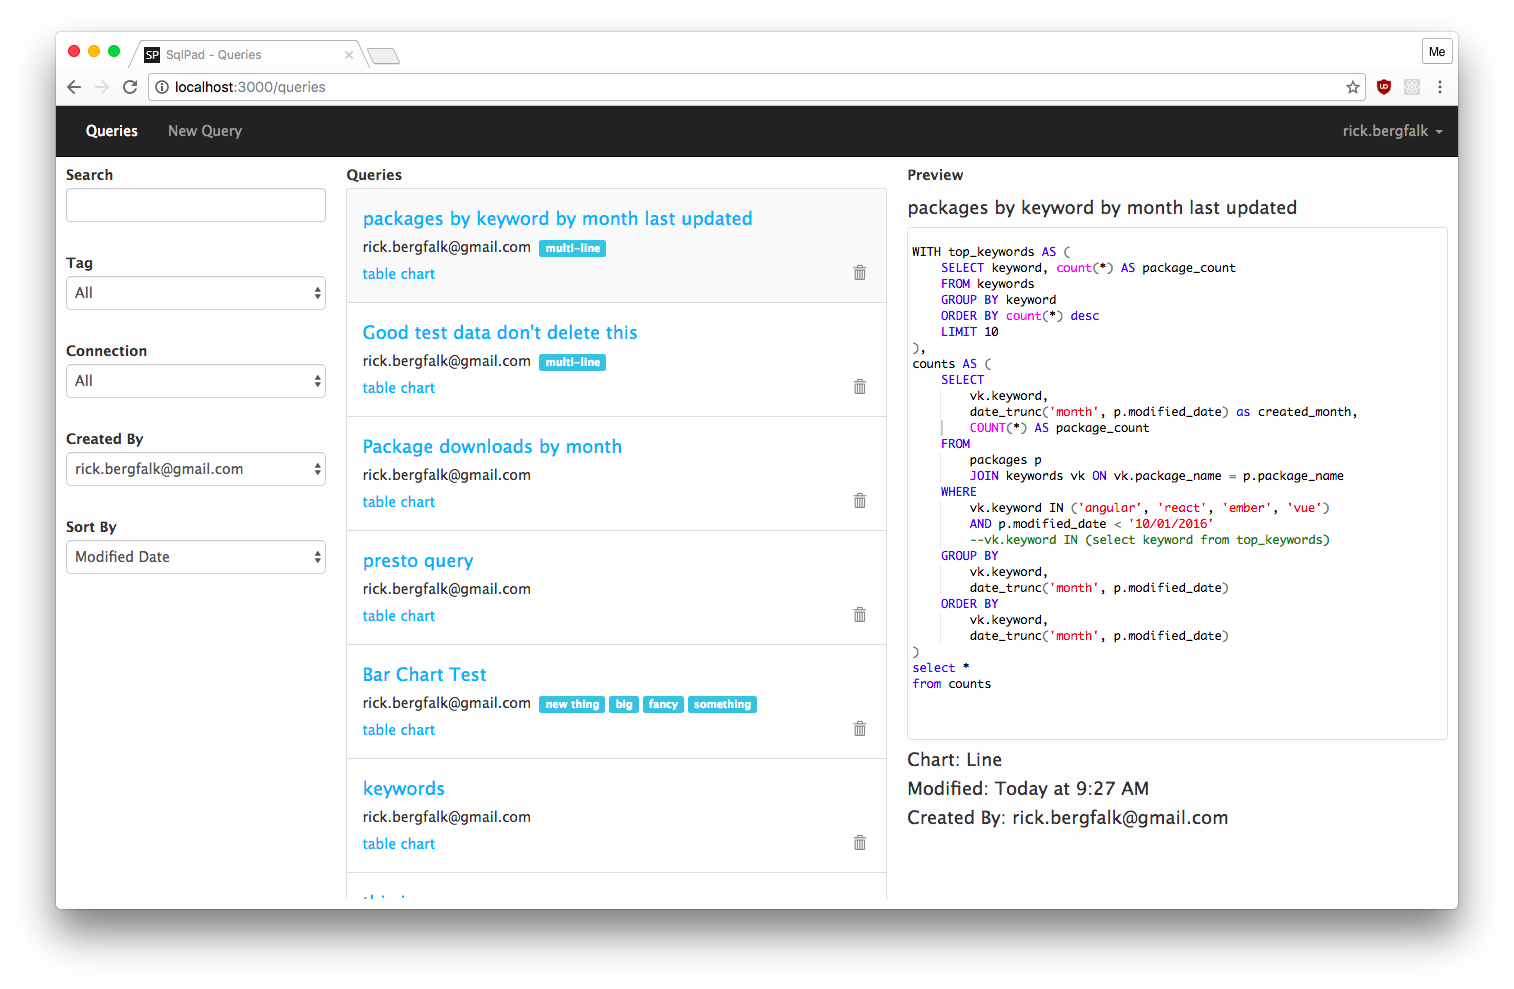 SP SqlPad - Queries
Me
localhost:3000/queries
Queries New Query rick.bergfalk
Search
Tag
All
Connection
All
Created By
rick.bergfalk@gmail.com
Sort By
Modified Date
Queries
packages by keyword by month last updated
rick.bergfalk@gmail.com multi-line
table chart
Good test data don't delete this
rick.bergfalk@gmail.com multi-line
table chart
Package downloads by month
rick.bergfalk@gmail.com
table chart
presto query
rick.bergfalk@gmail.com
table chart
Bar Chart Test
rick.bergfalk@gmail.com new thing big fancy something
table chart
keywords
rick.bergfalk@gmail.com
table chart
Preview
packages by keyword by month last updated
WITH top_keywords AS (
    SELECT keyword, count(*) AS package_count
    FROM keywords
    GROUP BY keyword
    ORDER BY count(*) desc
    LIMIT 10
),
counts AS (
    SELECT
        vk.keyword,
        date_trunc('month', p.modified_date) as created_month,
        COUNT(*) AS package_count
    FROM
        packages p
        JOIN keywords vk ON vk.package_name = p.package_name
    WHERE
        vk.keyword IN ('angular', 'react', 'ember', 'vue')
        AND p.modified_date < '10/01/2016'
        --vk.keyword IN (select keyword from top_keywords)
    GROUP BY
        vk.keyword,
        date_trunc('month', p.modified_date)
    ORDER BY
        vk.keyword,
        date_trunc('month', p.modified_date)
)
select *
from counts
Chart: Line
Modified: Today at 9:27 AM
Created By: rick.bergfalk@gmail.com